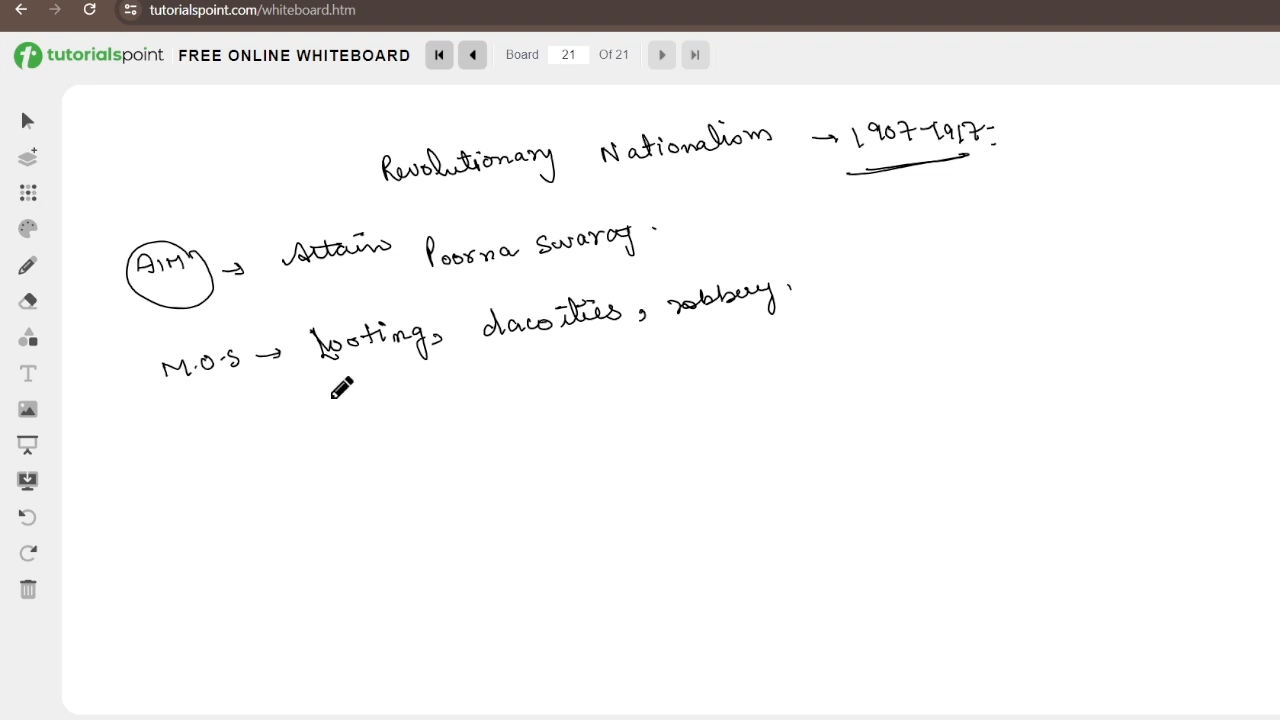 tutorialspoint.com/whiteboard.htm
tutorialspoint FREE ONLINE WHITEBOARD Board 21 Of 21
Revolutionary Nationalism → 1907-1917:
AIM → Attain Poorna Swaraj.
M.O.S → Looting, dacoities, robbery.